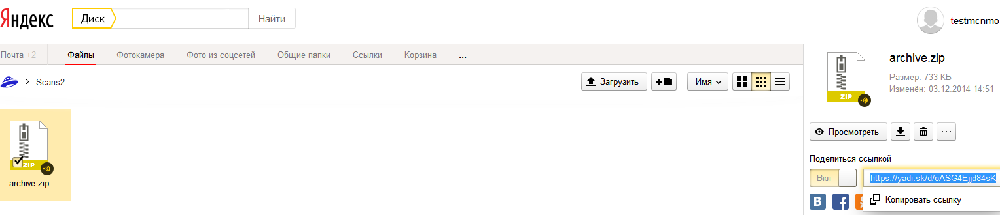 Яндекс Диск Найти testmcnmo
Почта +2 Файлы Фотокамера Фото из соцсетей Общие папки Ссылки Корзина ...
Scans2 Загрузить Имя
ZIP
archive.zip
archive.zip
Размер: 733 КБ
Изменён: 03.12.2014 14:51
ZIP
Просмотреть
Поделиться ссылкой
Вкл https://yadi.sk/d/oASG4Ejjd84sK
Копировать ссылку